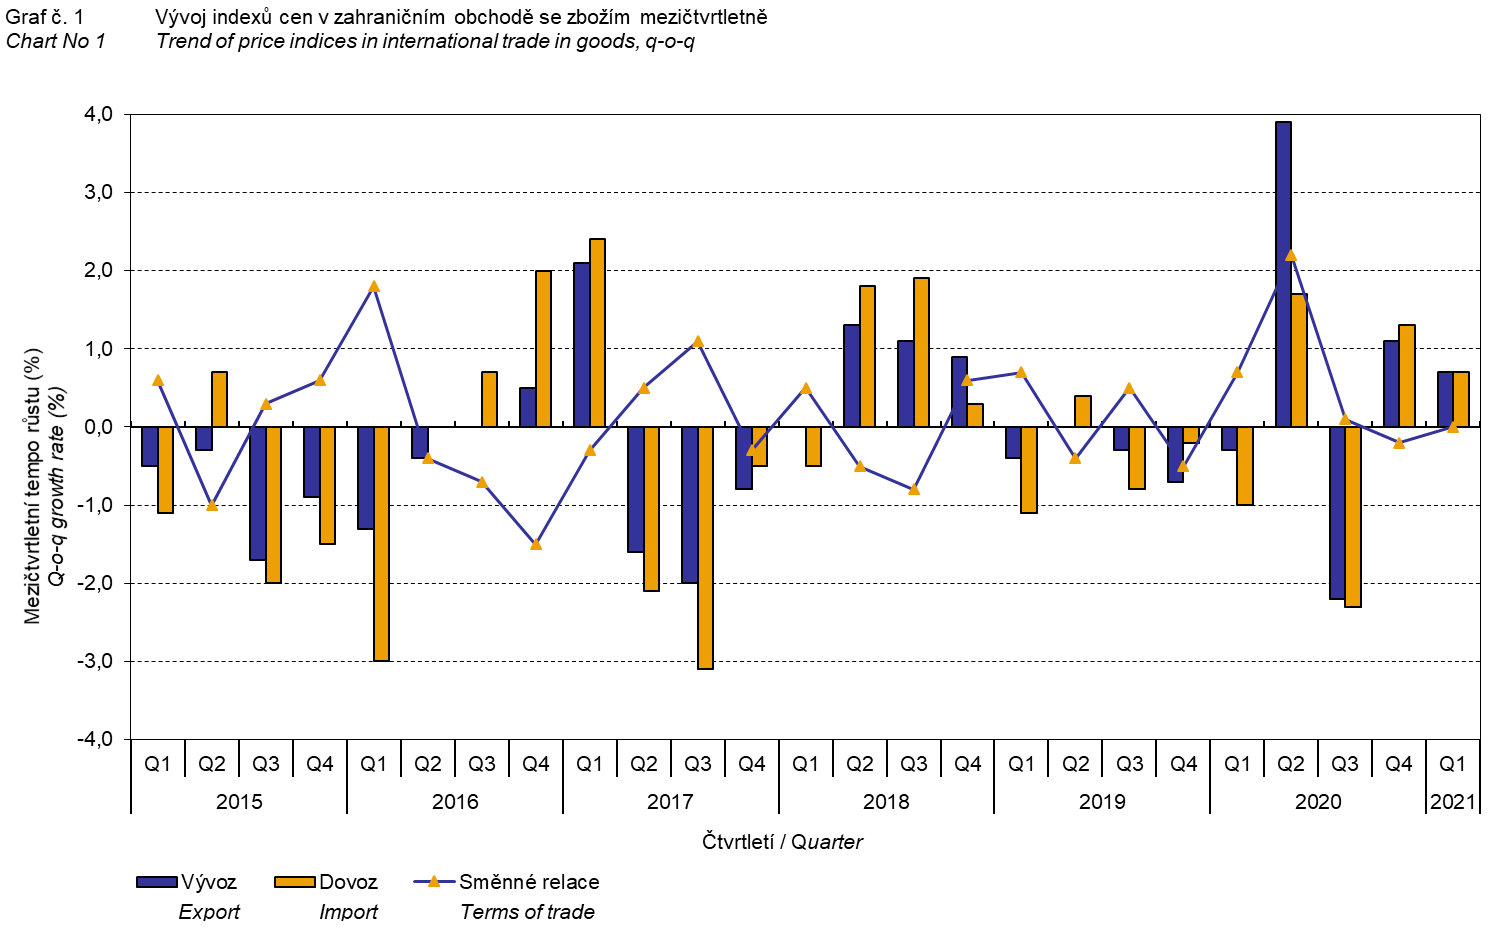 Graf č. 1 Vývoj indexů cen v zahraničním obchodě se zbožím mezičtvrtletně
Chart No 1 Trend of price indices in international trade in goods, q-o-q
Mezičtvrtletní tempo růstu (%)
Q-o-q growth rate (%)
4,0
3,0
2,0
1,0
0,0
-1,0
-2,0
-3,0
-4,0
Q1 Q2 Q3 Q4 Q1 Q2 Q3 Q4 Q1 Q2 Q3 Q4 Q1 Q2 Q3 Q4 Q1 Q2 Q3 Q4 Q1 Q2 Q3 Q4 Q1
2015 2016 2017 2018 2019 2020 2021
Čtvrtletí / Quarter
Vývoz Dovoz Směnné relace
Export Import Terms of trade